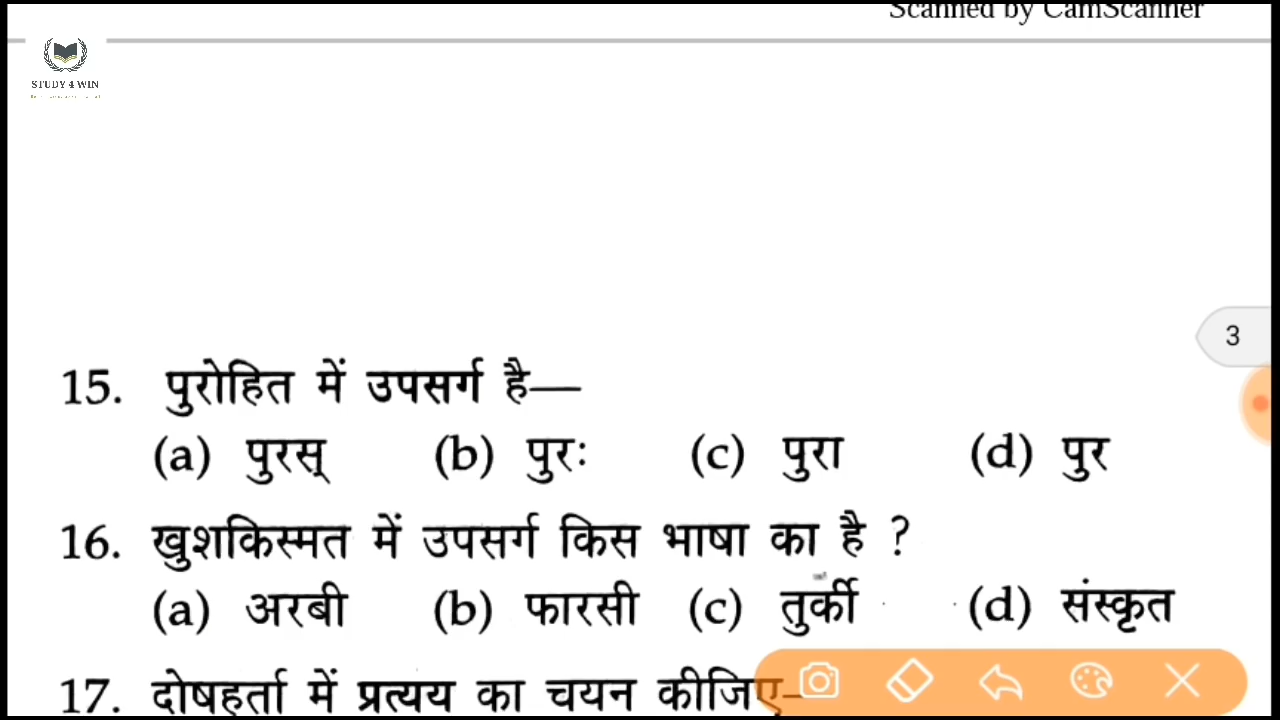 Scanned by CamScanner
STUDY 4 WIN
3
15. पुरोहित में उपसर्ग है—
(a) पुरस् (b) पुरः (c) पुरा (d) पुर
16. खुशकिस्मत में उपसर्ग किस भाषा का है ?
(a) अरबी (b) फारसी (c) तुर्की (d) संस्कृत
17. दोषहर्ता में प्रत्यय का चयन कीजिए–